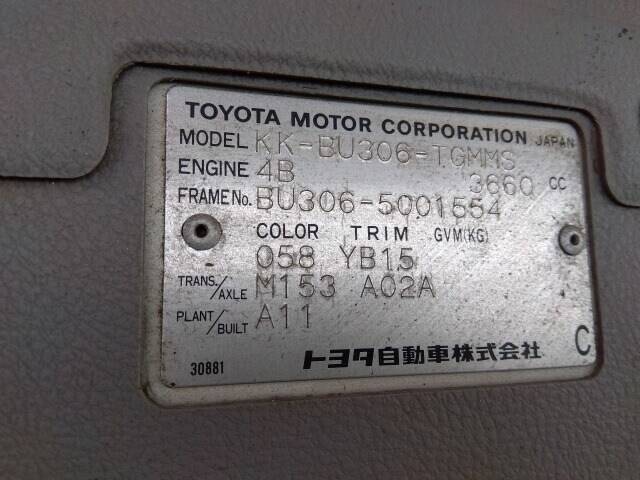 TOYOTA MOTOR CORPORATION JAPAN
MODEL KK-BU306-TGMMS
ENGINE 4B 3660 CC
FRAME No. BU306-5001554
COLOR TRIM GVM(KG)
058 YB15
TRANS./AXLE M153 A02A
PLANT/BUILT A11
30881 トヨタ自動車株式会社 C